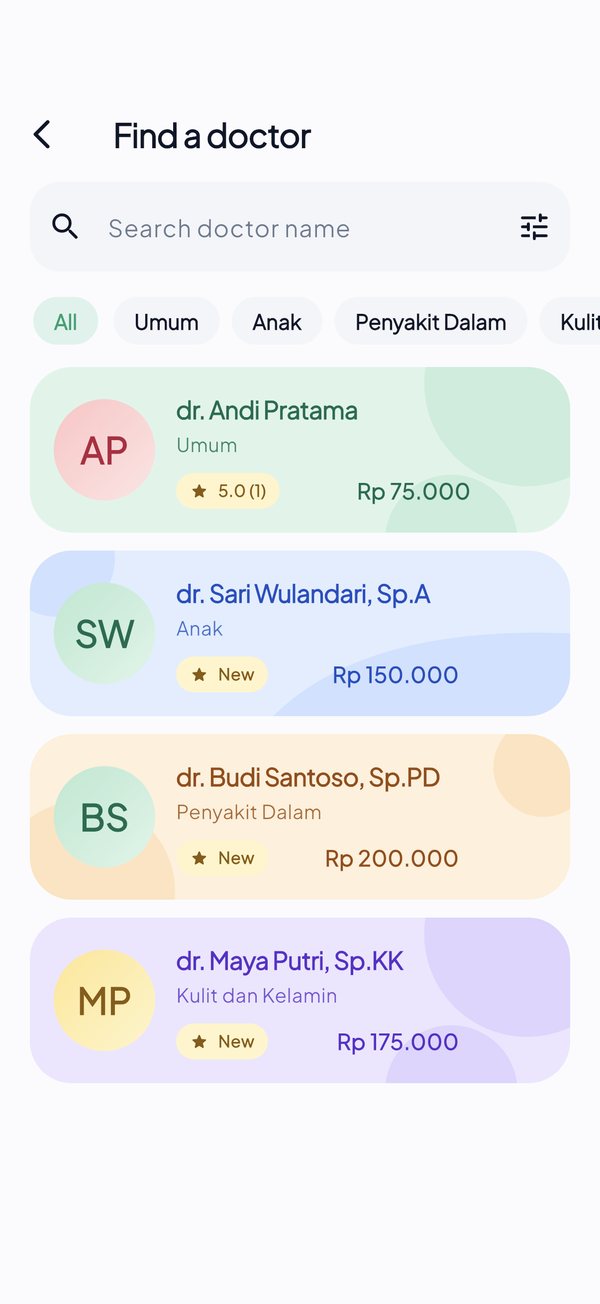 Find a doctor
Search doctor name
All Umum Anak Penyakit Dalam Kulit
AP
dr. Andi Pratama
Umum
5.0 (1) Rp 75.000
SW
dr. Sari Wulandari, Sp.A
Anak
New Rp 150.000
BS
dr. Budi Santoso, Sp.PD
Penyakit Dalam
New Rp 200.000
MP
dr. Maya Putri, Sp.KK
Kulit dan Kelamin
New Rp 175.000